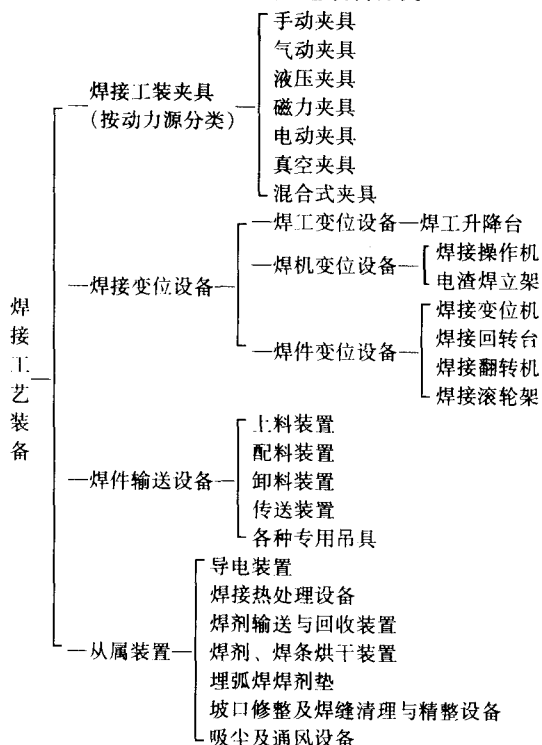 焊接工艺装备
焊接工装夹具
(按动力源分类)
手动夹具
气动夹具
液压夹具
磁力夹具
电动夹具
真空夹具
混合式夹具
焊接变位设备
焊工变位设备
焊工升降台
焊机变位设备
焊接操作机
电渣焊立架
焊件变位设备
焊接变位机
焊接回转台
焊接翻转机
焊接滚轮架
焊件输送设备
上料装置
配料装置
卸料装置
传送装置
各种专用吊具
从属装置
导电装置
焊接热处理设备
焊剂输送与回收装置
焊剂、焊条烘干装置
埋弧焊焊剂垫
坡口修整及焊缝清理与精整设备
吸尘及通风设备